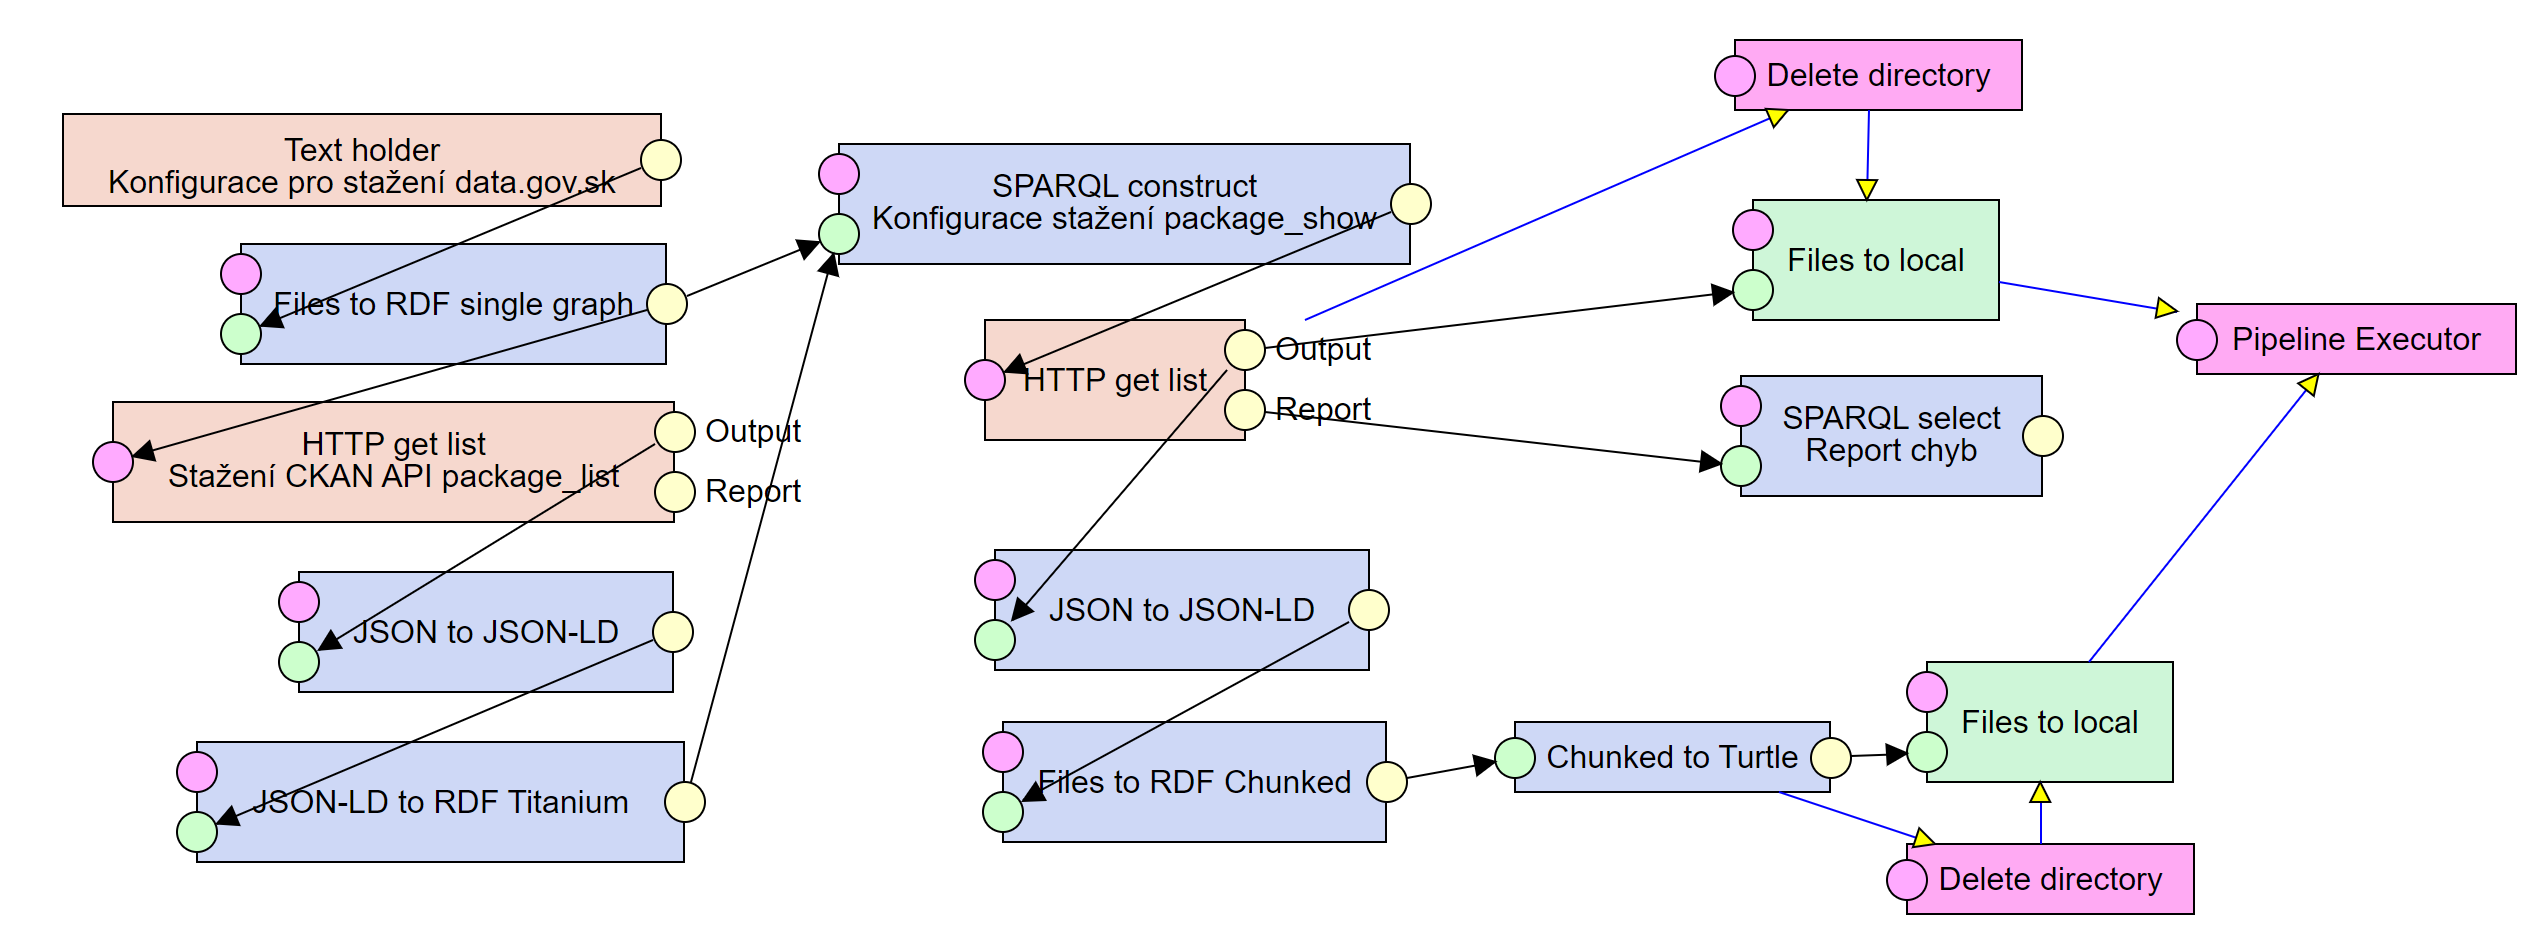 Text holder
Konfigurace pro stažení data.gov.sk
Files to RDF single graph
HTTP get list
Stažení CKAN API package_list
Output
Report
JSON to JSON-LD
JSON-LD to RDF Titanium
SPARQL construct
Konfigurace stažení package_show
HTTP get list
Output
Report
JSON to JSON-LD
Files to RDF Chunked
Chunked to Turtle
Delete directory
Files to local
Pipeline Executor
SPARQL select
Report chyb
Files to local
Delete directory